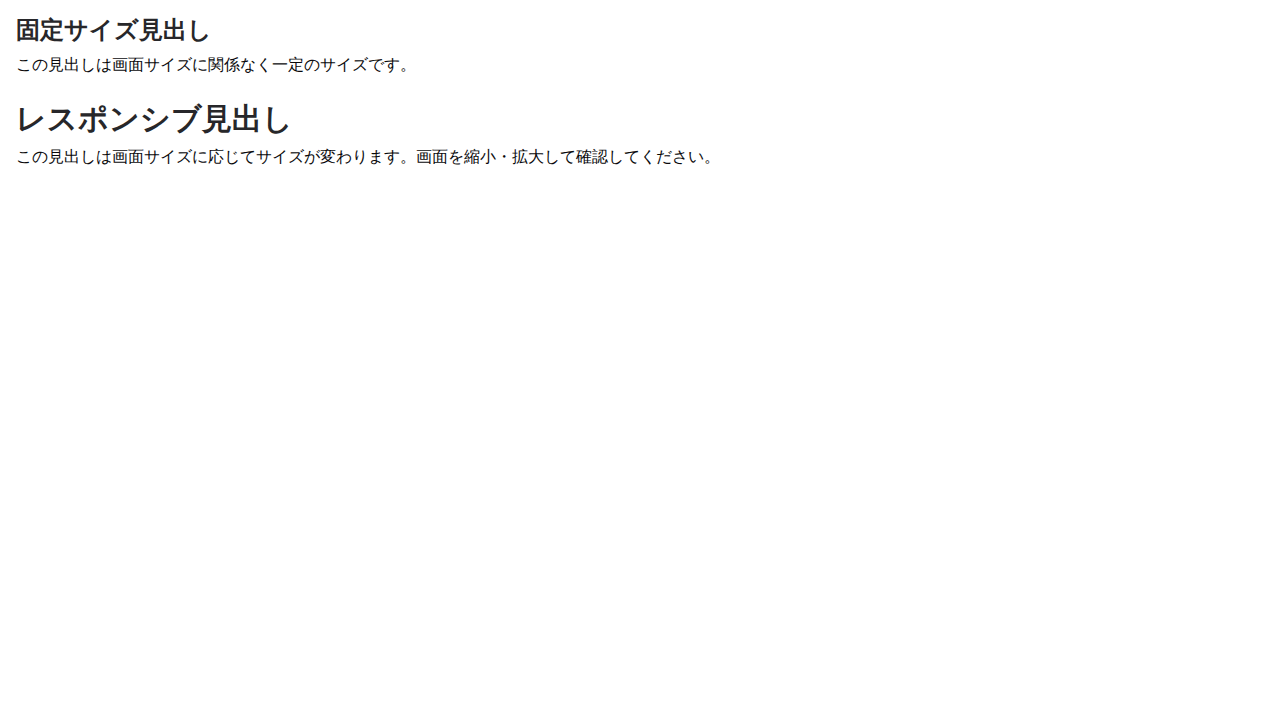 固定サイズ見出し
この見出しは画面サイズに関係なく一定のサイズです。
レスポンシブ見出し
この見出しは画面サイズに応じてサイズが変わります。画面を縮小・拡大して確認してください。